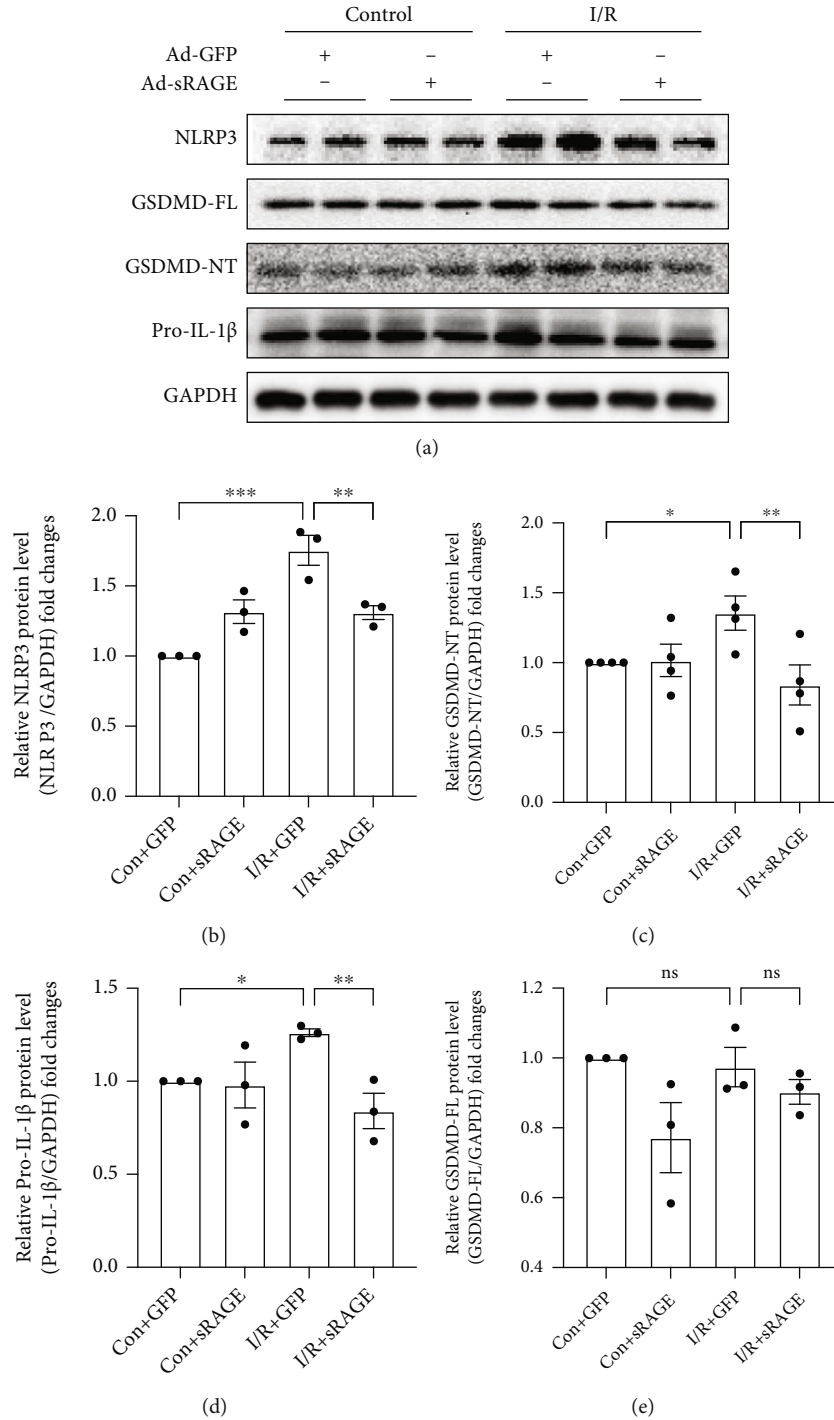 Control I/R
Ad-GFP + – + –
Ad-sRAGE – + – +
NLRP3
GSDMD-FL
GSDMD-NT
Pro-IL-1β
GAPDH
(a)
Relative NLRP3 protein level
(NLR P3 /GAPDH) fold changes
2.0
1.5
1.0
0.5
0.0
*** **
Con+GFP
Con+sRAGE
I/R+GFP
I/R+sRAGE
(b)
Relative GSDMD-NT protein level
(GSDMD-NT/GAPDH) fold changes
2.0
1.5
1.0
0.5
0.0
* **
Con+GFP
Con+sRAGE
I/R+GFP
I/R+sRAGE
(c)
Relative Pro-IL-1β protein level
(Pro-IL-1β/GAPDH) fold changes
1.5
1.0
0.5
0.0
* **
Con+GFP
Con+sRAGE
I/R+GFP
I/R+sRAGE
(d)
Relative GSDMD-FL protein level
(GSDMD-FL/GAPDH) fold changes
1.2
1.0
0.8
0.6
0.4
ns ns
Con+GFP
Con+sRAGE
I/R+GFP
I/R+sRAGE
(e)